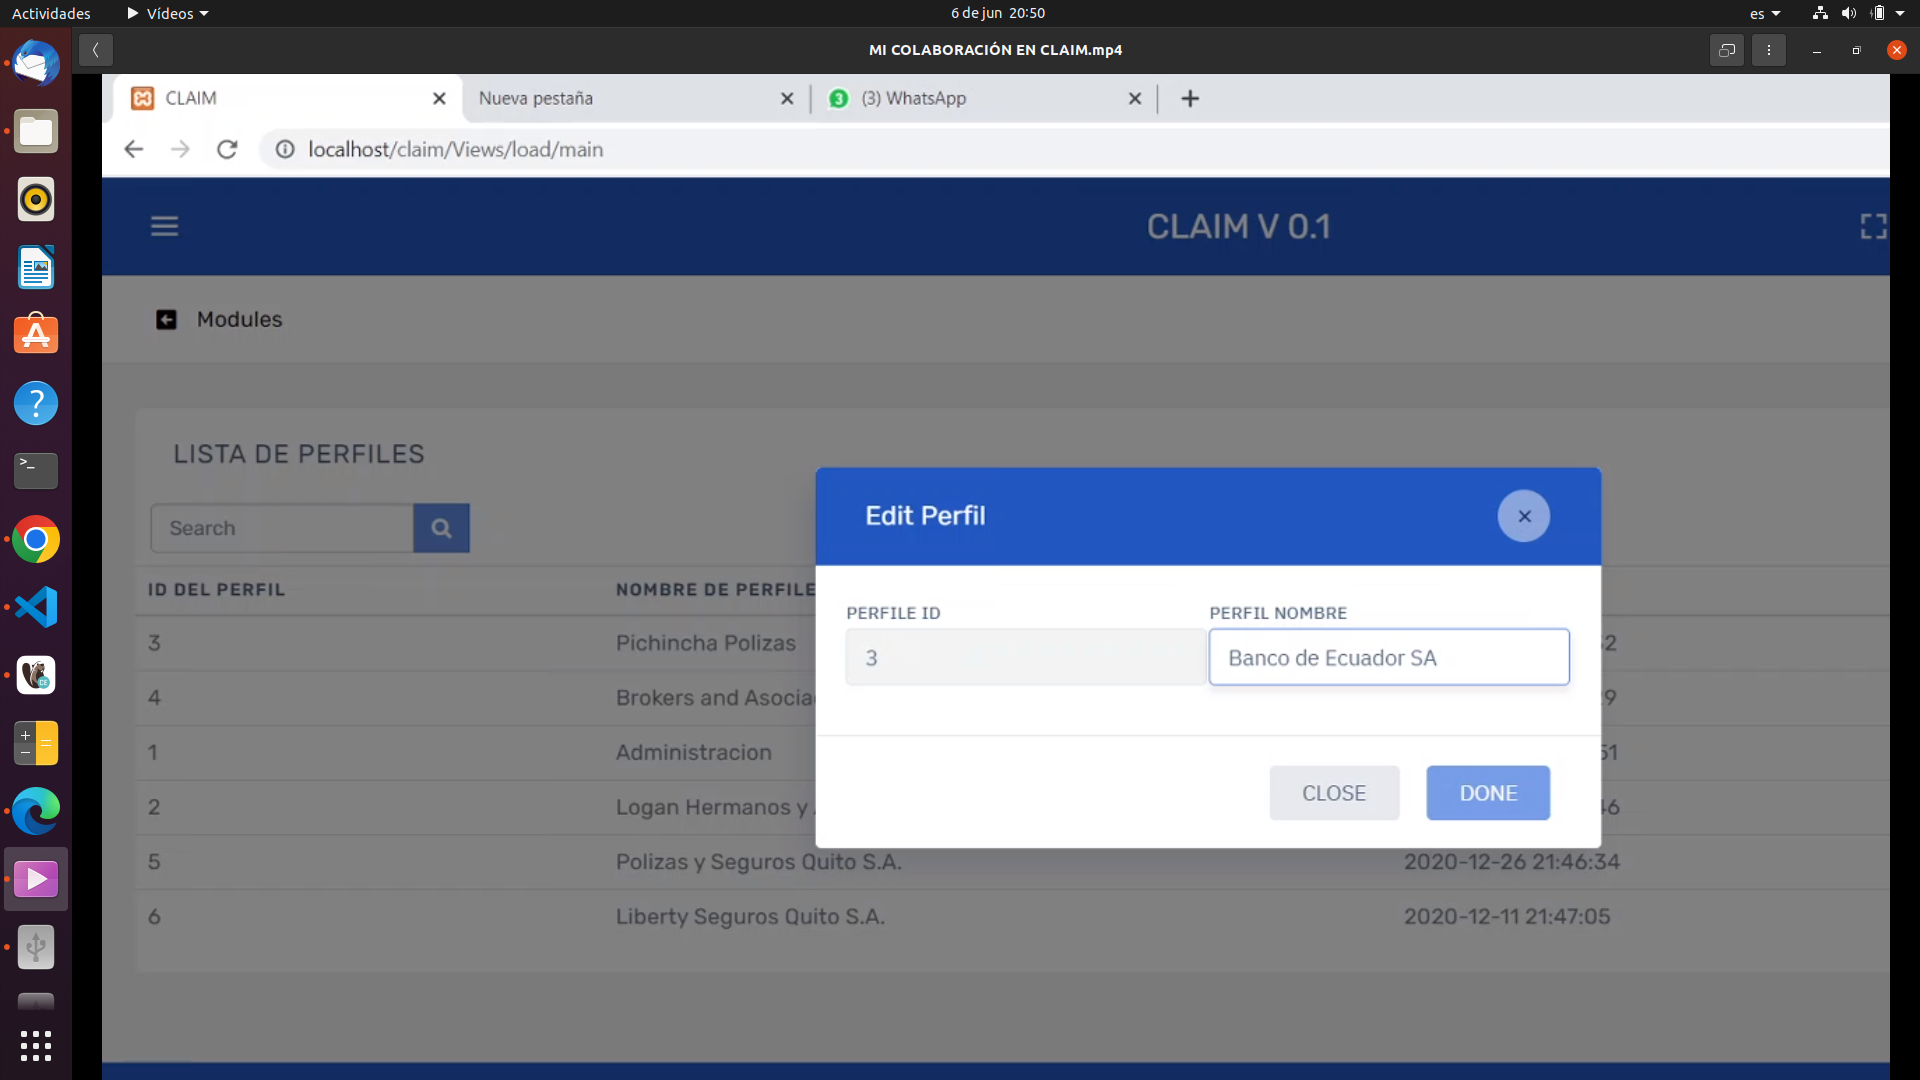 Actividades
Vídeos
6 de jun 20:50
es
MI COLABORACIÓN EN CLAIM.mp4
CLAIM
Nueva pestaña
3
(3) WhatsApp
localhost/claim/Views/load/main
CLAIM V 0.1
Modules
LISTA DE PERFILES
Search
ID DEL PERFIL
NOMBRE DE PERFILE
3
Pichincha Polizas
4
Brokers and Asocia
1
Administracion
51
2
Logan Hermanos y
46
5
Polizas y Seguros Quito S.A.
2020-12-26 21:46:34
6
Liberty Seguros Quito S.A.
2020-12-11 21:47:05
Edit Perfil
PERFILE ID
PERFIL NOMBRE
3
Banco de Ecuador SA
CLOSE
DONE